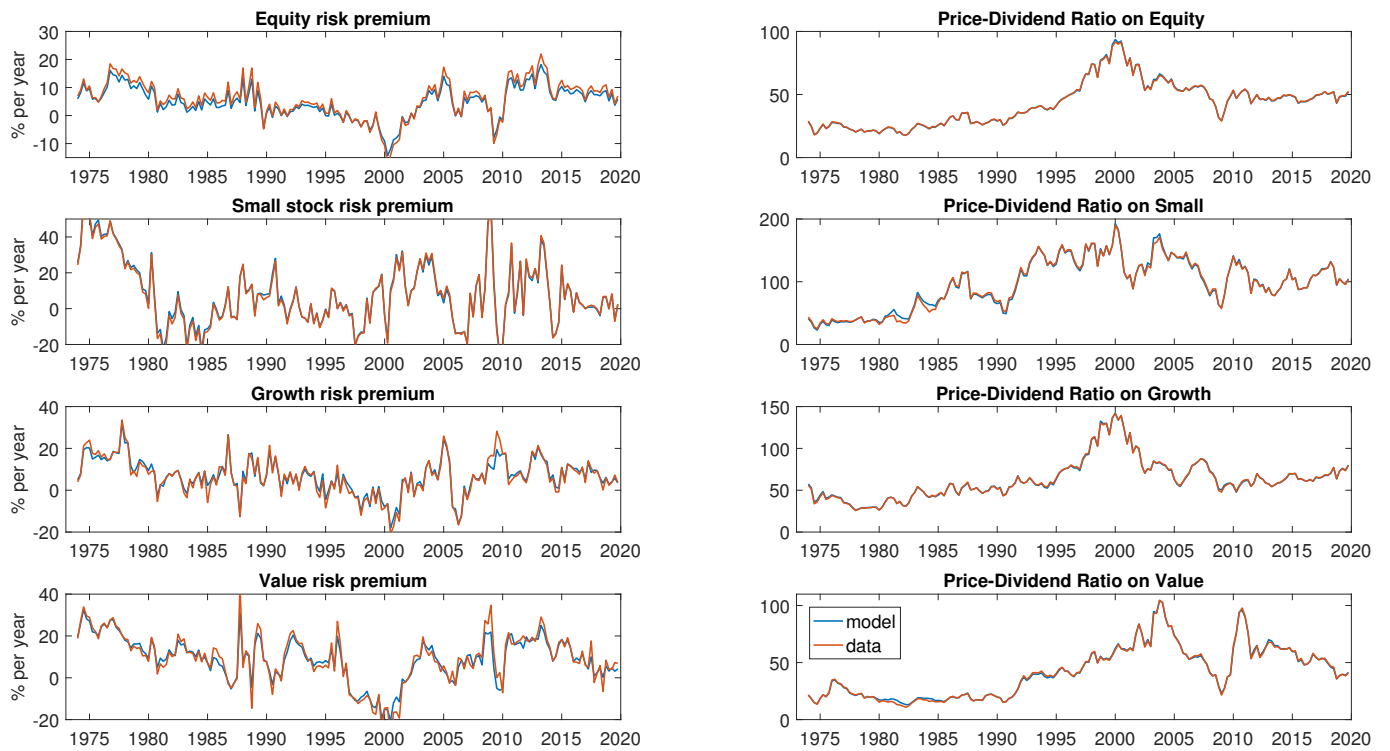 Equity risk premium
% per year
30
20
10
0
-10
1975 1980 1985 1990 1995 2000 2005 2010 2015 2020
Price-Dividend Ratio on Equity
100
50
0
1975 1980 1985 1990 1995 2000 2005 2010 2015 2020
Small stock risk premium
% per year
40
20
0
-20
1975 1980 1985 1990 1995 2000 2005 2010 2015 2020
Price-Dividend Ratio on Small
200
100
0
1975 1980 1985 1990 1995 2000 2005 2010 2015 2020
Growth risk premium
% per year
40
20
0
-20
1975 1980 1985 1990 1995 2000 2005 2010 2015 2020
Price-Dividend Ratio on Growth
150
100
50
0
1975 1980 1985 1990 1995 2000 2005 2010 2015 2020
Value risk premium
% per year
40
20
0
-20
1975 1980 1985 1990 1995 2000 2005 2010 2015 2020
Price-Dividend Ratio on Value
100
50
0
model
data
1975 1980 1985 1990 1995 2000 2005 2010 2015 2020